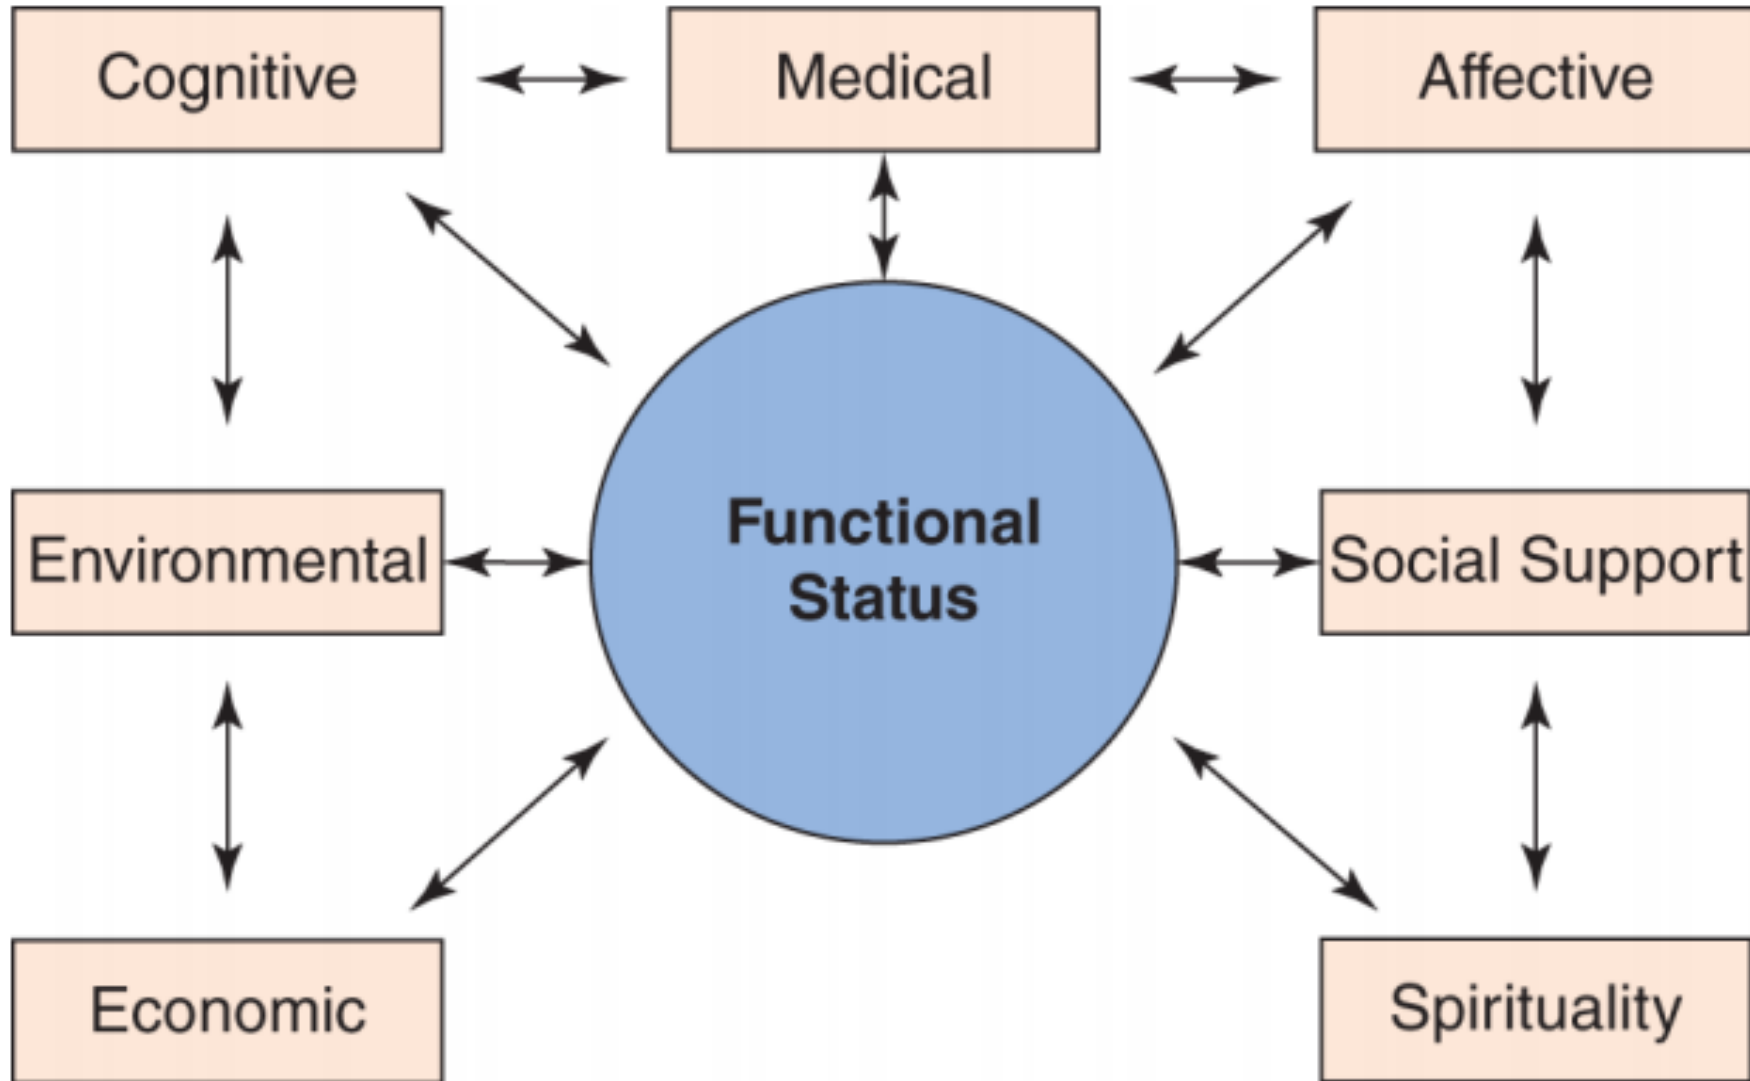 Cognitive
Medical
Affective
Environmental
Functional
Status
Social Support
Economic
Spirituality